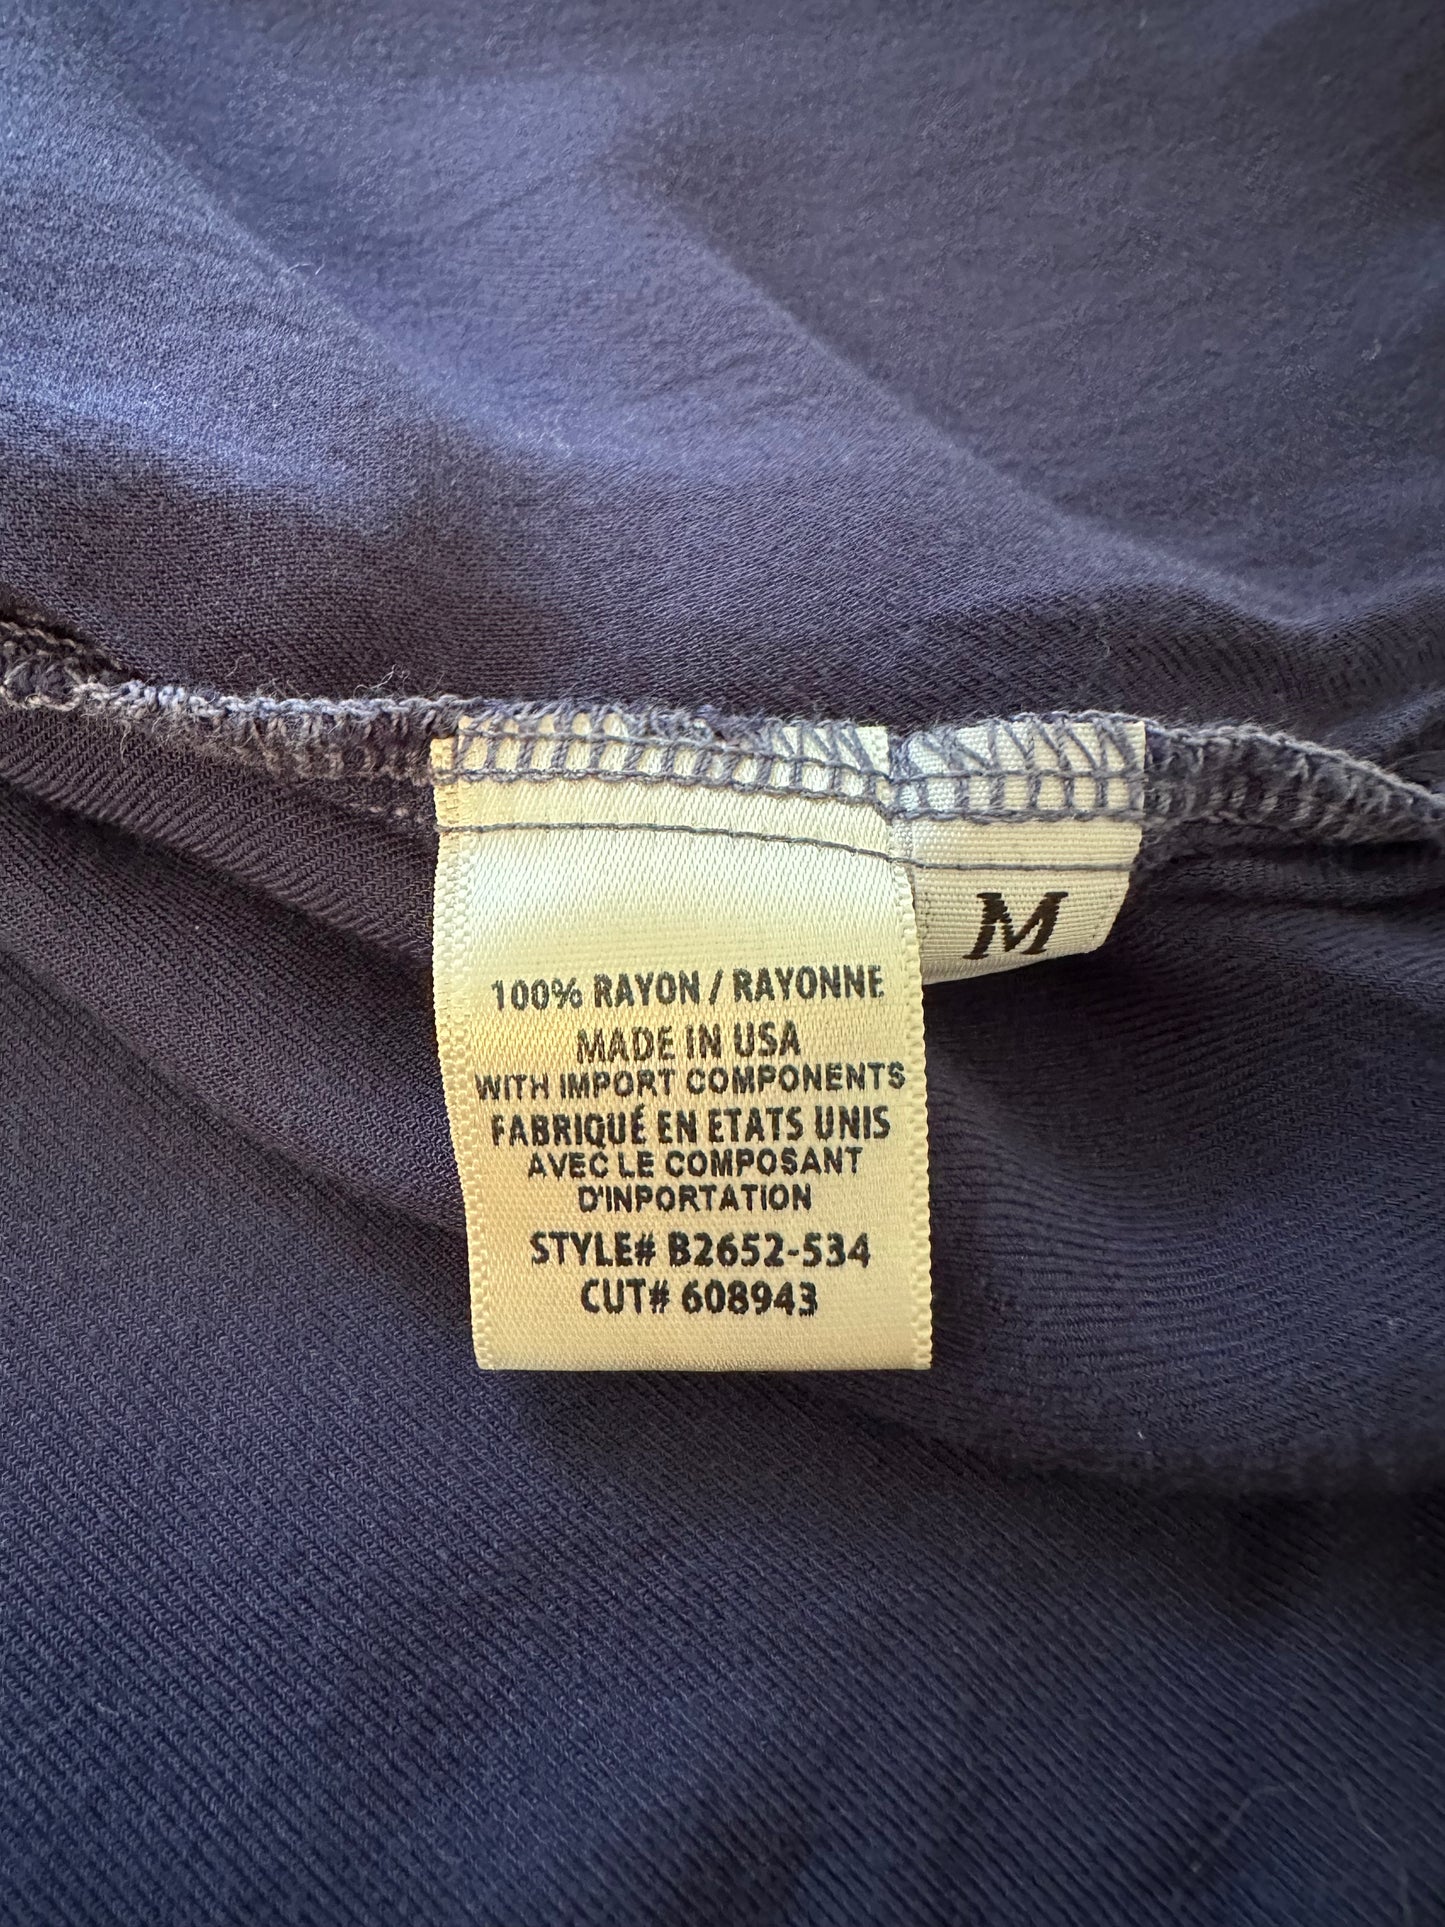 M
100% RAYON / RAYONNE
MADE IN USA
WITH IMPORT COMPONENTS
FABRIQUÉ EN ETATS UNIS
AVEC LE COMPOSANT
D'INPORTATION
STYLE# B2652-534
CUT# 608943